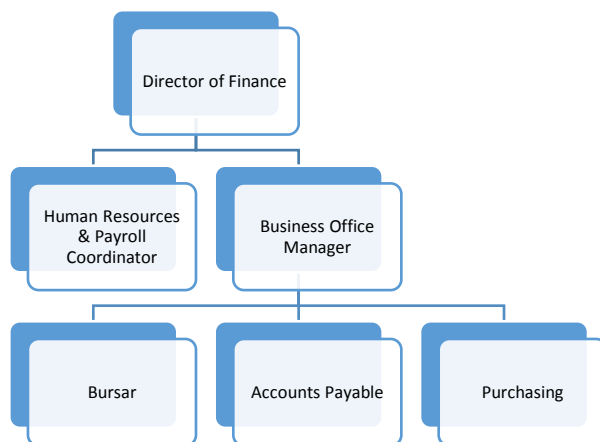 Director of Finance
Human Resources
& Payroll
Coordinator
Business Office
Manager
Bursar
Accounts Payable
Purchasing